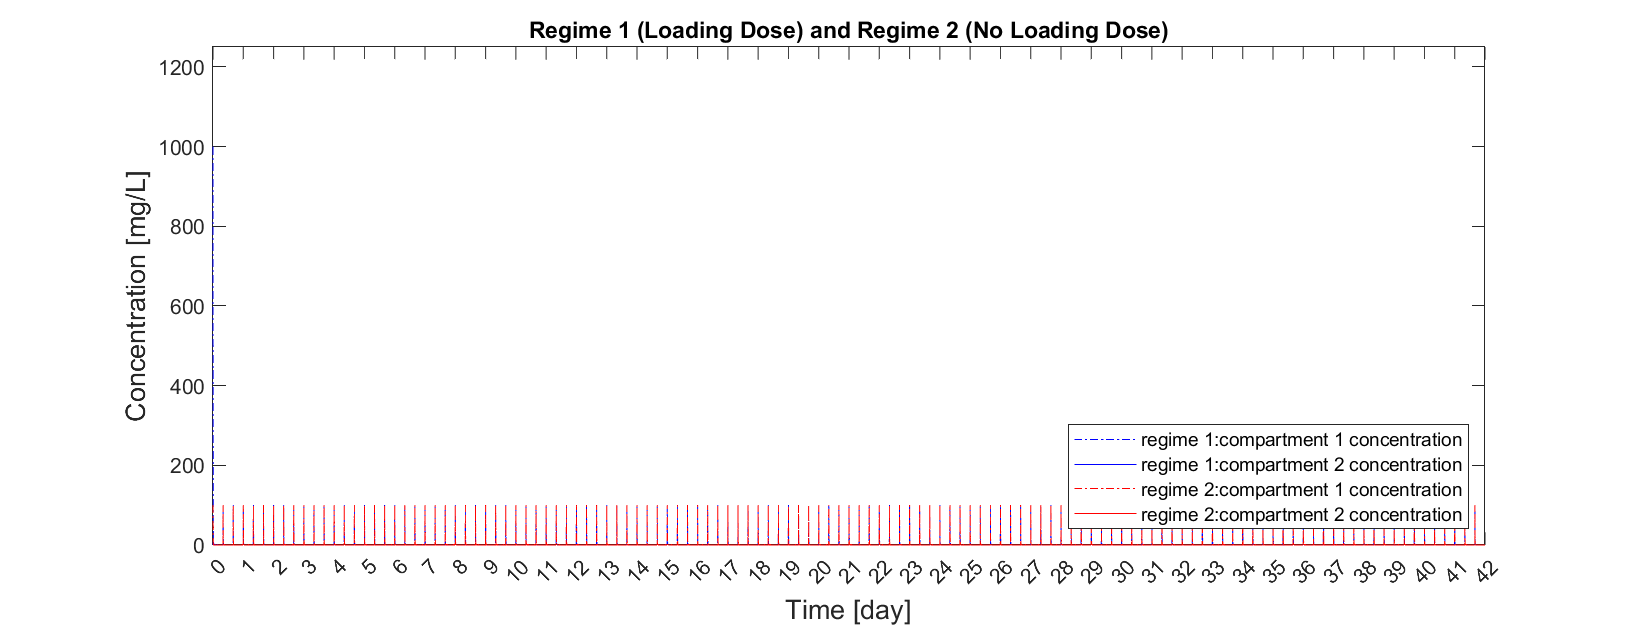 Regime 1 (Loading Dose) and Regime 2 (No Loading Dose)
1200
1000
800
600
400
200
0
Concentration [mg/L]
regime 1:compartment 1 concentration
regime 1:compartment 2 concentration
regime 2:compartment 1 concentration
regime 2:compartment 2 concentration
0 1 2 3 4 5 6 7 8 9 10 11 12 13 14 15 16 17 18 19 20 21 22 23 24 25 26 27 28 29 30 31 32 33 34 35 36 37 38 39 40 41 42
Time [day]